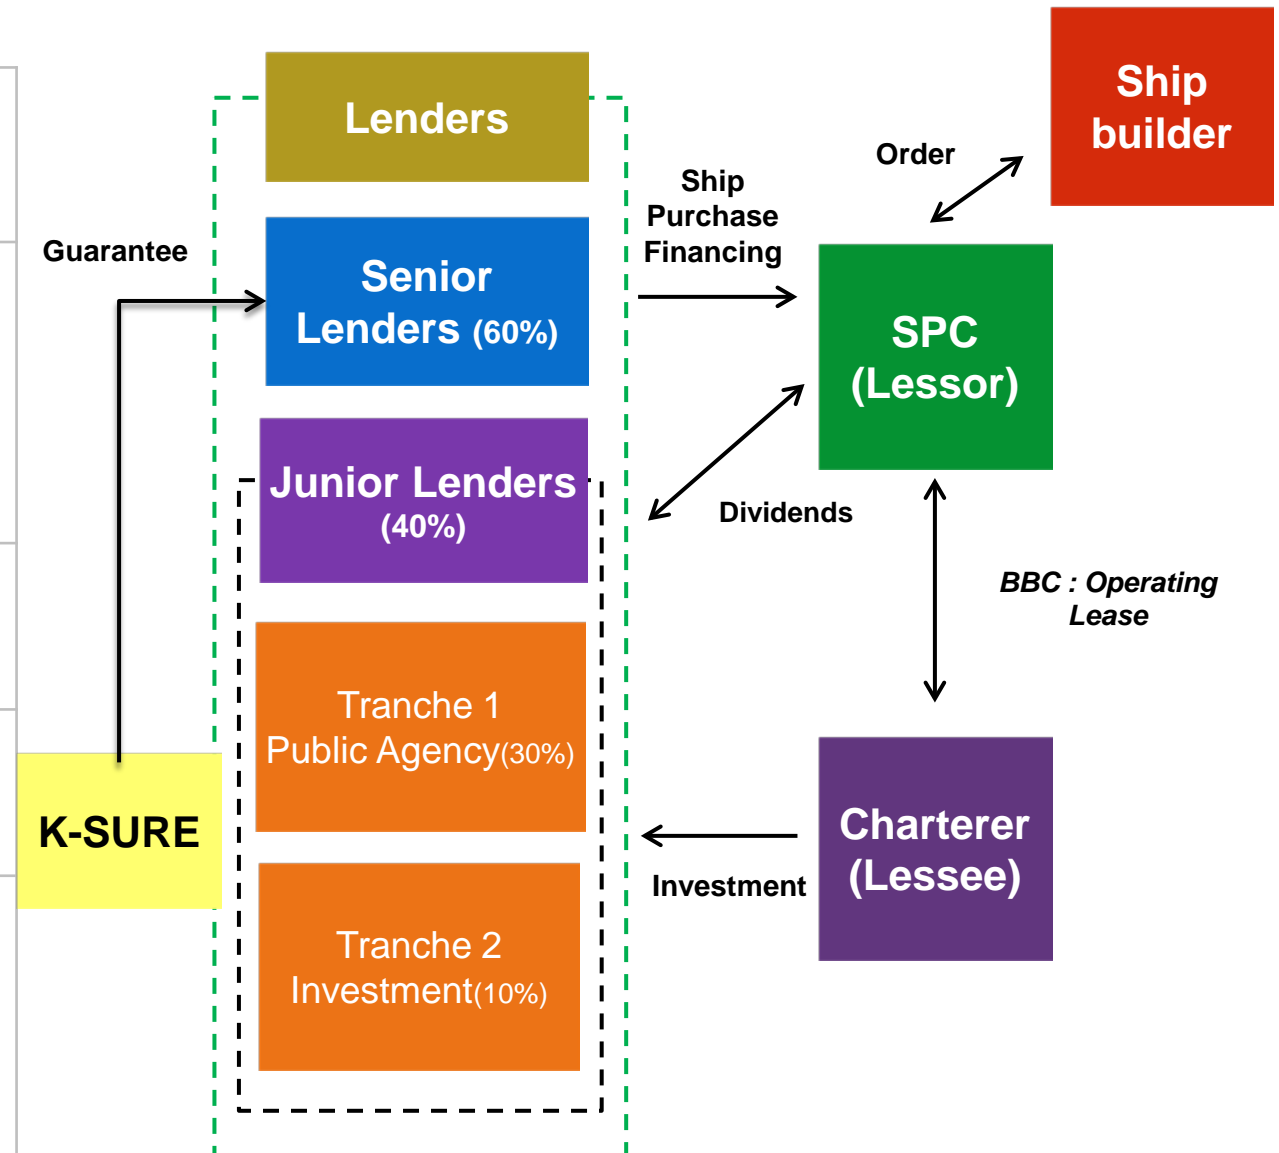 Lenders
Ship
builder
Order
Ship
Purchase
Financing
Guarantee
Senior
Lenders (60%)
SPC
(Lessor)
Junior Lenders
(40%)
Dividends
BBC : Operating
Lease
Tranche 1
Public Agency(30%)
K-SURE
Charterer
(Lessee)
Investment
Tranche 2
Investment(10%)